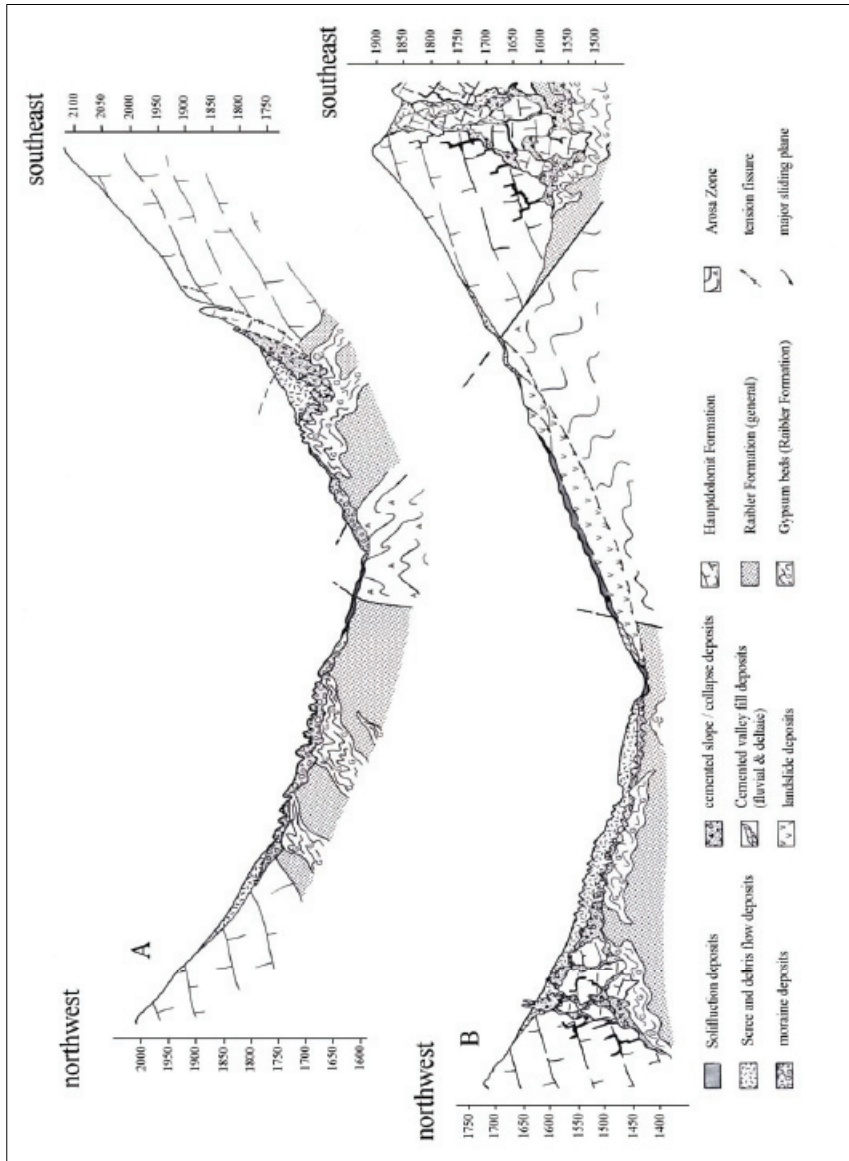 northwest
southeast
A
2000
1950
1900
1850
1800
1750
1700
1650
1600
2100
2050
2000
1950
1900
1850
1800
1750
northwest
southeast
B
1750
1700
1650
1600
1550
1500
1450
1400
1900
1850
1800
1750
1700
1650
1600
1550
1500
Solifluction deposits
Scree and debris flow deposits
moraine deposits
cemented slope / collapse deposits
Cemented valley fill deposits
(fluvial & deltaic)
landslide deposits
Hauptdolomit Formation
Raibler Formation (general)
Gypsum beds (Raibler Formation)
Arosa Zone
tension fissure
major sliding plane